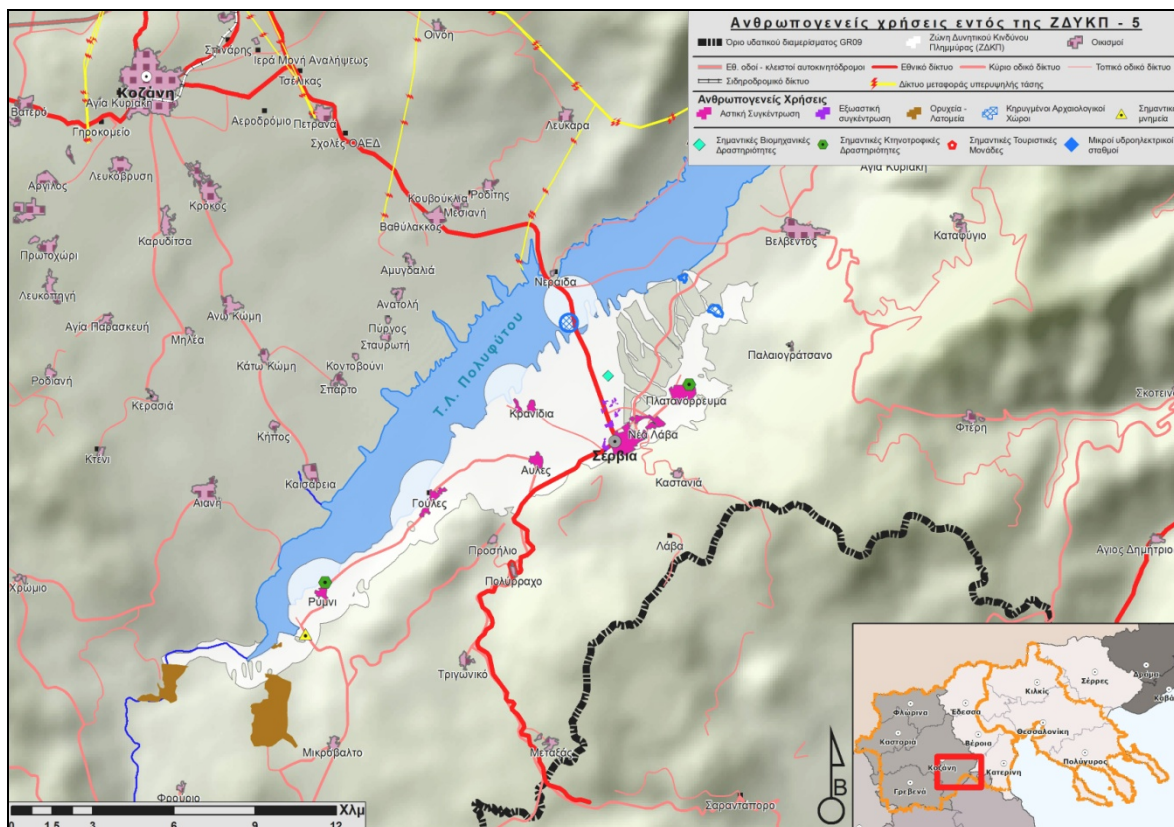 Ανθρωπογενείς χρήσεις εντός της ΖΔΥΚΠ - 5
Όριο υδατικού διαμερίσματος GR09
Ζώνη Δυνητικού Κινδύνου
Πλημμύρας (ΖΔΚΠ)
Οικισμοί
Εθ. οδοί - κλειστοί αυτοκινητόδρομοι
Εθνικό δίκτυο
Κύριο οδικό δίκτυο
Τοπικό οδικό δίκτυο
Σιδηροδρομικό δίκτυο
Δίκτυο μεταφοράς υπερυψηλής τάσης
Ανθρωπογενείς Χρήσεις
Αστική Συγκέντρωση
Εξωαστική
συγκέντρωση
Ορυχεία -
Λατομεία
Κηρυγμένοι Αρχαιολογικοί
Χώροι
Σημαντικά
μνημεία
Σημαντικές Βιομηχανικές
Δραστηριότητες
Σημαντικές Κτηνοτροφικές
Δραστηριότητες
Σημαντικές Τουριστικές
Μονάδες
Μικροί υδροηλεκτρικοί
σταθμοί
Οινόη
Ιερά Μονή Αναλήψεως
Τσέλικας
Κοζάνη
Αγία Κυριακή
Βατερό
Γηροκομείο
Αεροδρόμιο
Πετρανά
Σχολές ΟΑΕΔ
Λευκάρα
Αγία Κυριακή
Άργιλος
Λευκόβρυση
Κρόκος
Κουβούκλια
Ροδίτης
Μεσιανή
Βαθύλακκος
Καρυδίτσα
Βελβεντός
Καταφύγιο
Πρωτοχώρι
Αμυγδαλιά
Νεράιδα
Λευκοπηγή
Ανατολή
Άνω Κώμη
Αγία Παρασκευή
Μηλέα
Πύργος
Σταυρωτή
Τ.Λ. Πολυφύτου
Παλαιογράτσανο
Κάτω Κώμη
Κοντοβούνι
Σπάρτο
Ροδιανή
Κερασιά
Πλατανόρρευμα
Κρανίδια
Σκοτεινά
Φτέρη
Κήπος
Νέα Λάβα
Σέρβια
Κτένι
Καισάρεια
Αυλές
Καστανιά
Αιανή
Γούλες
Προσήλιο
Λάβα
Άγιος Δημήτριο
Χρώμιο
Πολύρραχο
Ρύμνι
Τριγωνικό
Μικρόβαλτο
Μεταξάς
Φρούριο
Σαραντάπορο
Χλμ
0 1.5 3 6 9 12
Β
Φλώρινα
Έδεσσα
Κιλκίς
Σέρρες
Δράμα
Καβά
Καστοριά
Βέροια
Θεσσαλονίκη
Κοζάνη
Κατερίνη
Πολύγυρος
Γρεβενά